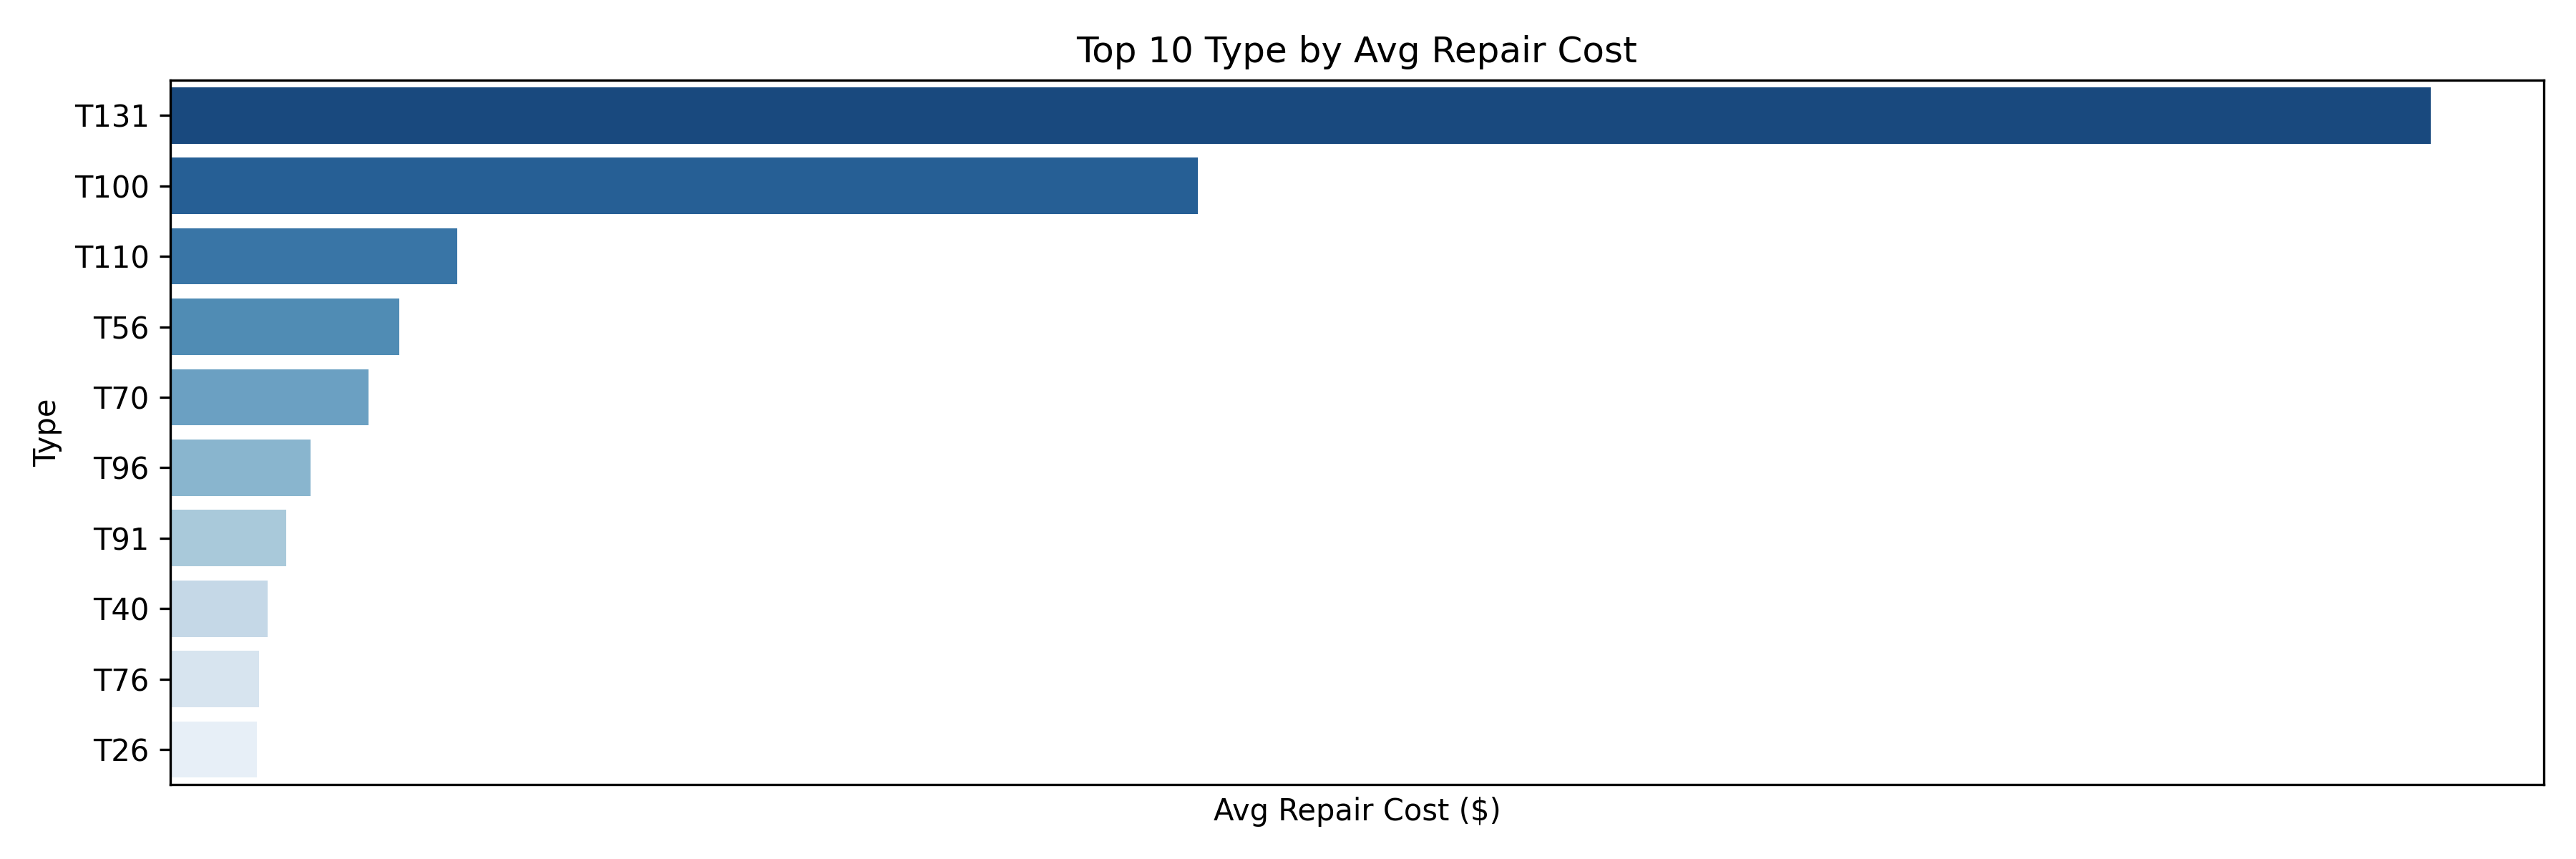 Top 10 Type by Avg Repair Cost
T131
T100
T110
T56
T70
T96
T91
T40
T76
T26
Type
Avg Repair Cost ($)